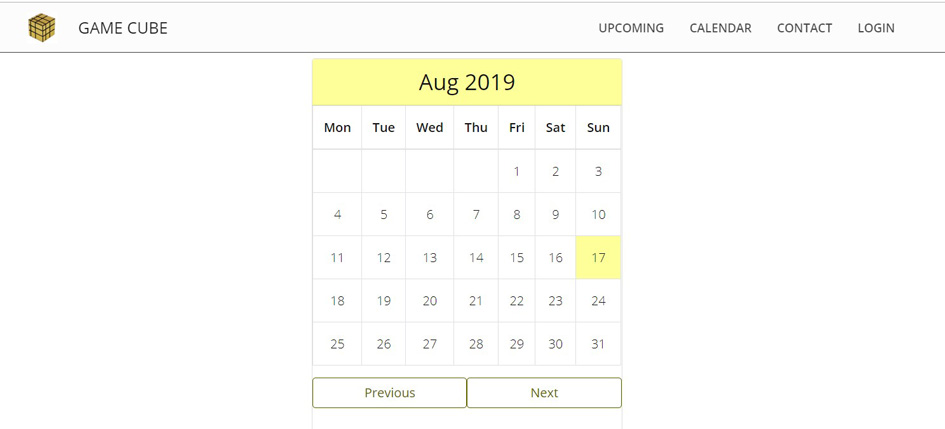 GAME CUBE UPCOMING CALENDAR CONTACT LOGIN
Aug 2019
Mon Tue Wed Thu Fri Sat Sun
1 2 3
4 5 6 7 8 9 10
11 12 13 14 15 16 17
18 19 20 21 22 23 24
25 26 27 28 29 30 31
Previous Next